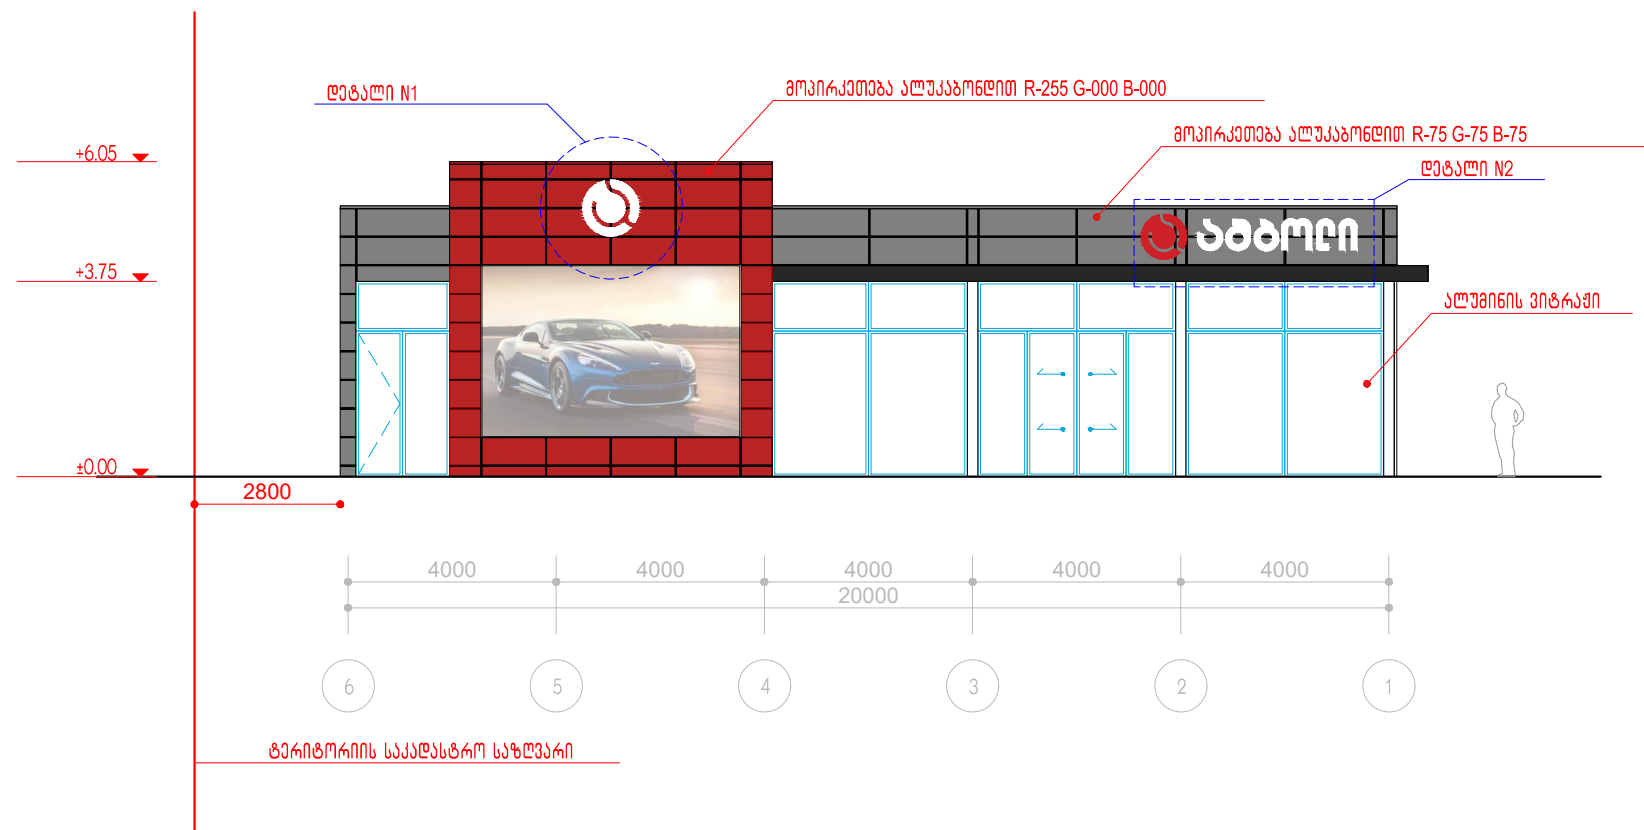 დეტალი N1
მოპირკეთება ალუკაბონდით R-255 G-000 B-000
მოპირკეთება ალუკაბონდით R-75 G-75 B-75
დეტალი N2
+6.05
ავტოლი
+3.75
ალუმინის ვიტრაჟი
±0.00
2800
4000 4000 4000 4000 4000
20000
6 5 4 3 2 1
ტერიტორიის საკადასტრო საზღვარი